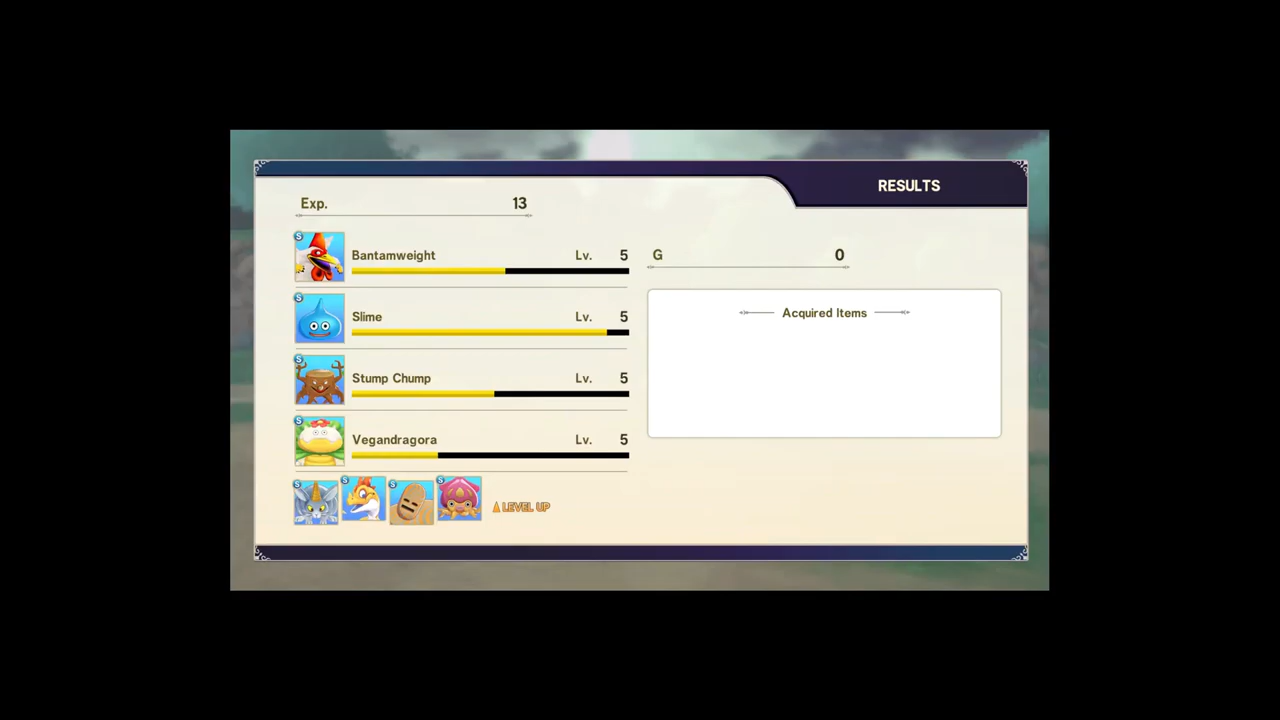 RESULTS
Exp. 13
S
Bantamweight Lv. 5
G 0
S
Slime Lv. 5
Acquired Items
S
Stump Chump Lv. 5
S
Vegandragora Lv. 5
S S S S
LEVEL UP